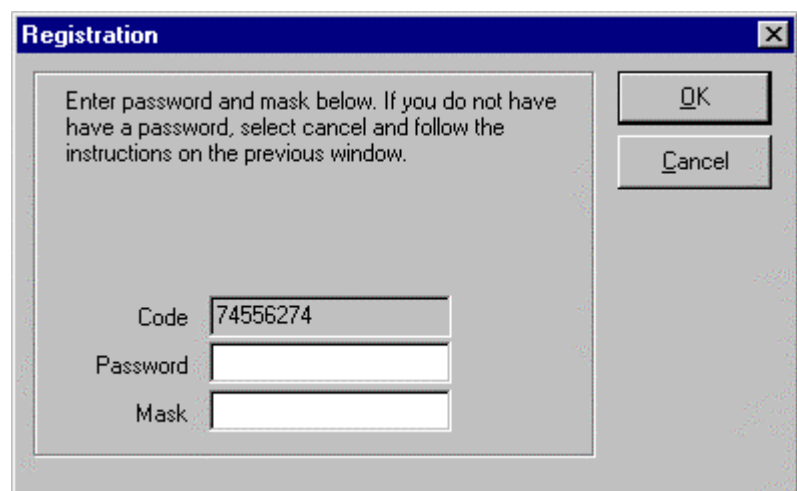 Registration
Enter password and mask below. If you do not have
have a password, select cancel and follow the
instructions on the previous window.
OK
Cancel
Code 74556274
Password
Mask